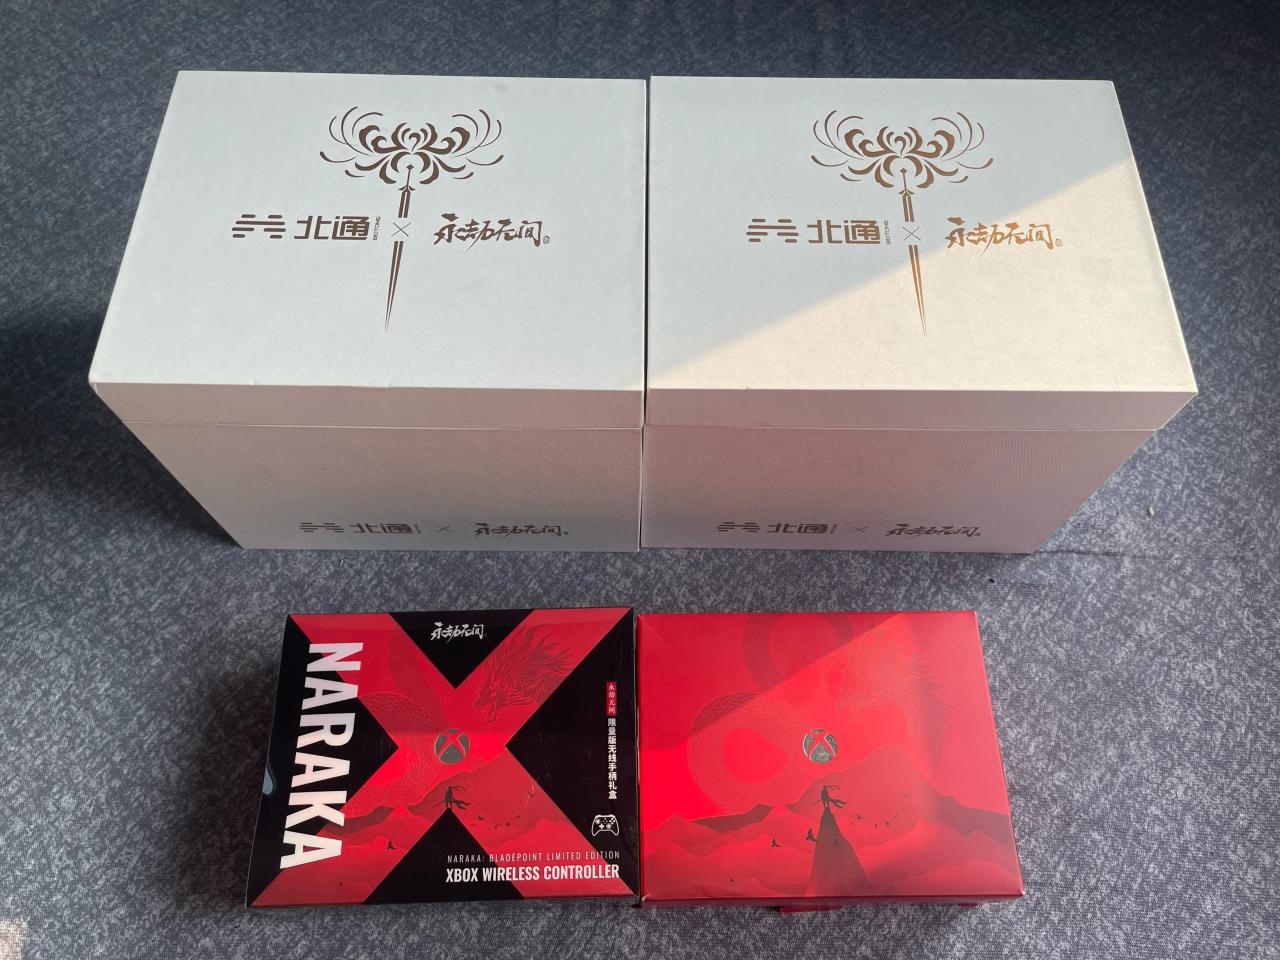 北通 × 永劫无间
北通 × 永劫无间
北通 × 永劫无间
北通 × 永劫无间
永劫无间
NARAKA
永劫无间
限量版无线手柄礼盒
NARAKA: BLADEPOINT LIMITED EDITION
XBOX WIRELESS CONTROLLER